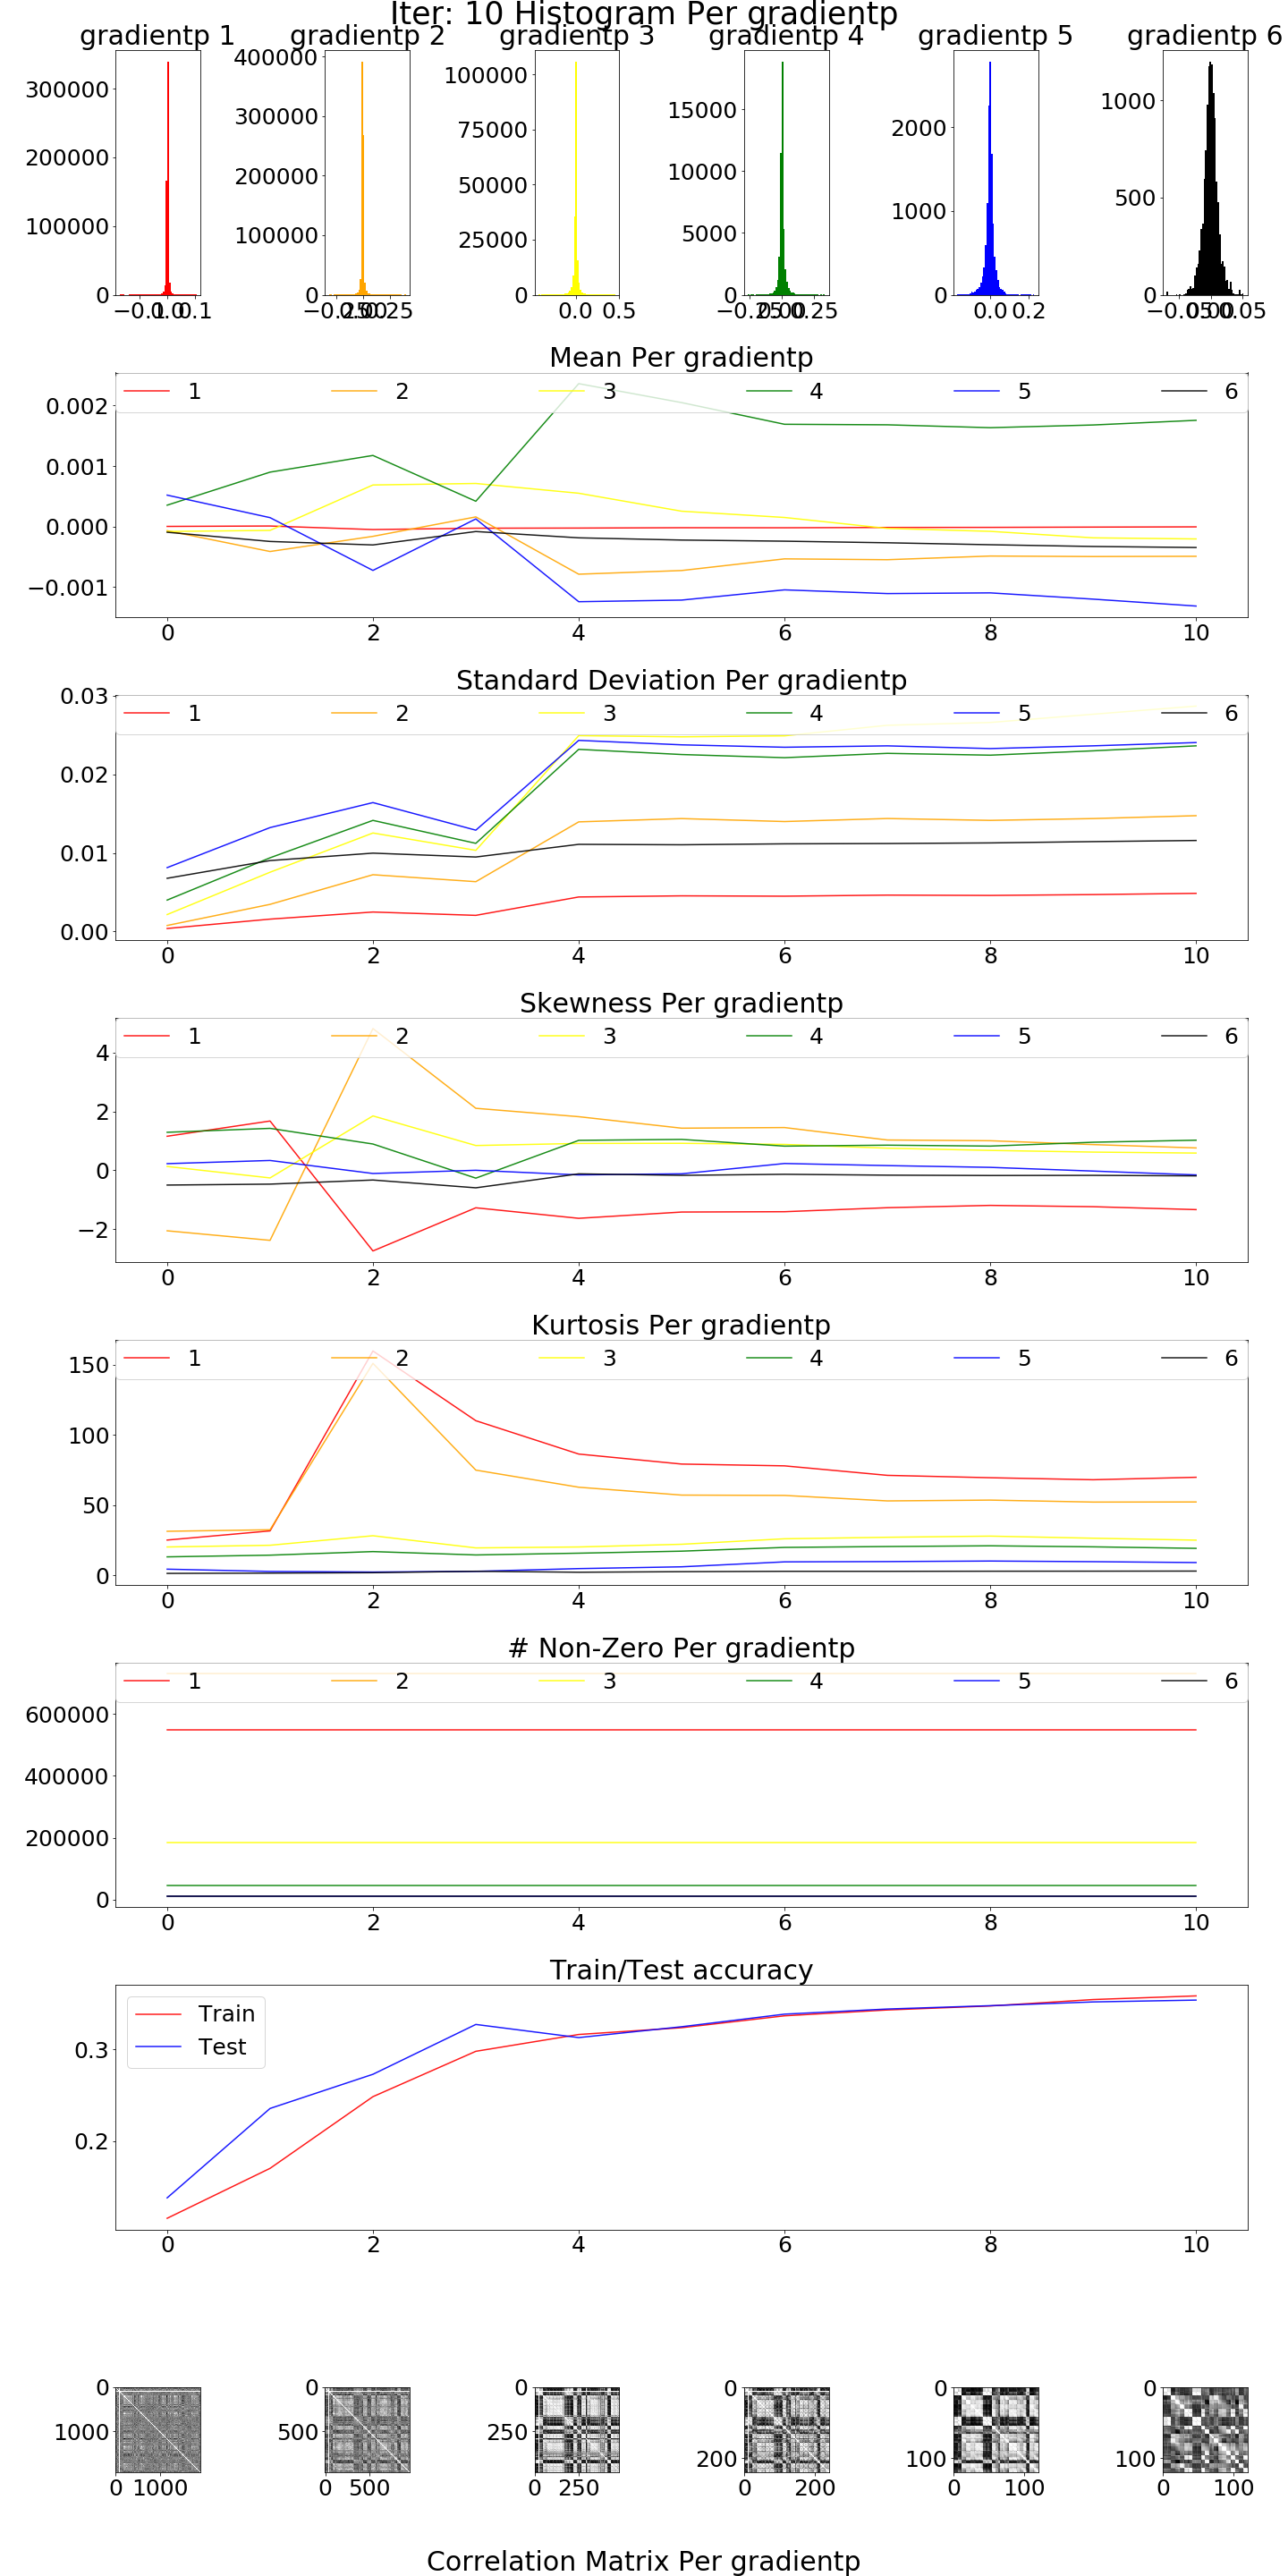 Iter: 10 Histogram Per gradientp
gradientp 1 gradientp 2 gradientp 3 gradientp 4 gradientp 5 gradientp 6
300000
200000
100000
0
400000
300000
200000
100000
0
−0.25 0.00 0.25
100000
75000
50000
25000
0
0.0 0.5
15000
10000
5000
0
−0.25 0.00 0.25
2000
1000
0
0.0 0.2
1000
500
0
−0.05 0.00 0.05
−0.1 0.0 0.1
Mean Per gradientp
1 2 3 4 5 6
0.002
0.001
0.000
−0.001
0 2 4 6 8 10
Standard Deviation Per gradientp
1 2 3 4 5 6
0.03
0.02
0.01
0.00
0 2 4 6 8 10
Skewness Per gradientp
1 2 3 4 5 6
4
2
0
−2
0 2 4 6 8 10
Kurtosis Per gradientp
1 2 3 4 5 6
150
100
50
0
0 2 4 6 8 10
# Non-Zero Per gradientp
1 2 3 4 5 6
600000
400000
200000
0
0 2 4 6 8 10
Train/Test accuracy
Train
Test
0.3
0.2
0 2 4 6 8 10
0 0 0 0 0 0
1000 500 250 200 100 100
0 1000 0 500 0 250 0 200 0 100 0 100
Correlation Matrix Per gradientp